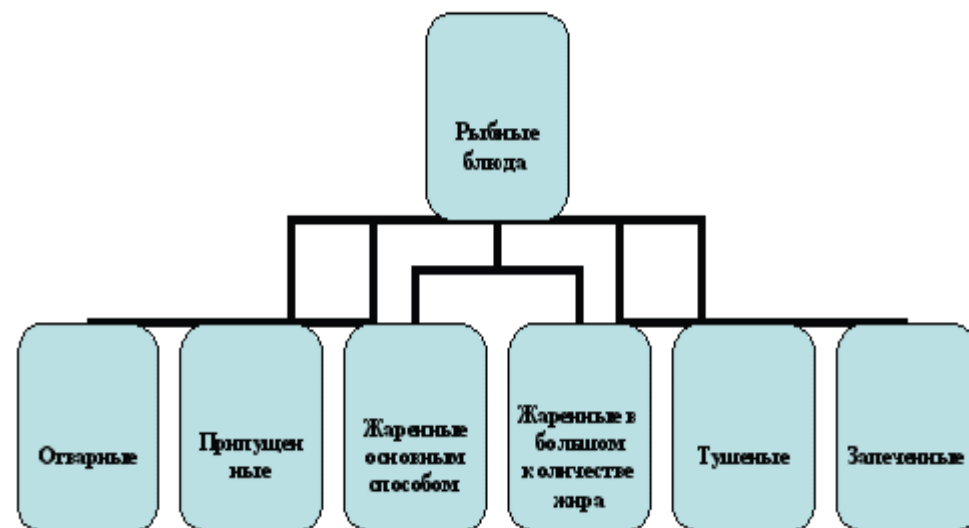 Рыбные
блюда
Отварные
Припущен
ные
Жаренные
основным
способом
Жаренные в
большом
количестве
жира
Тушеные
Запеченные